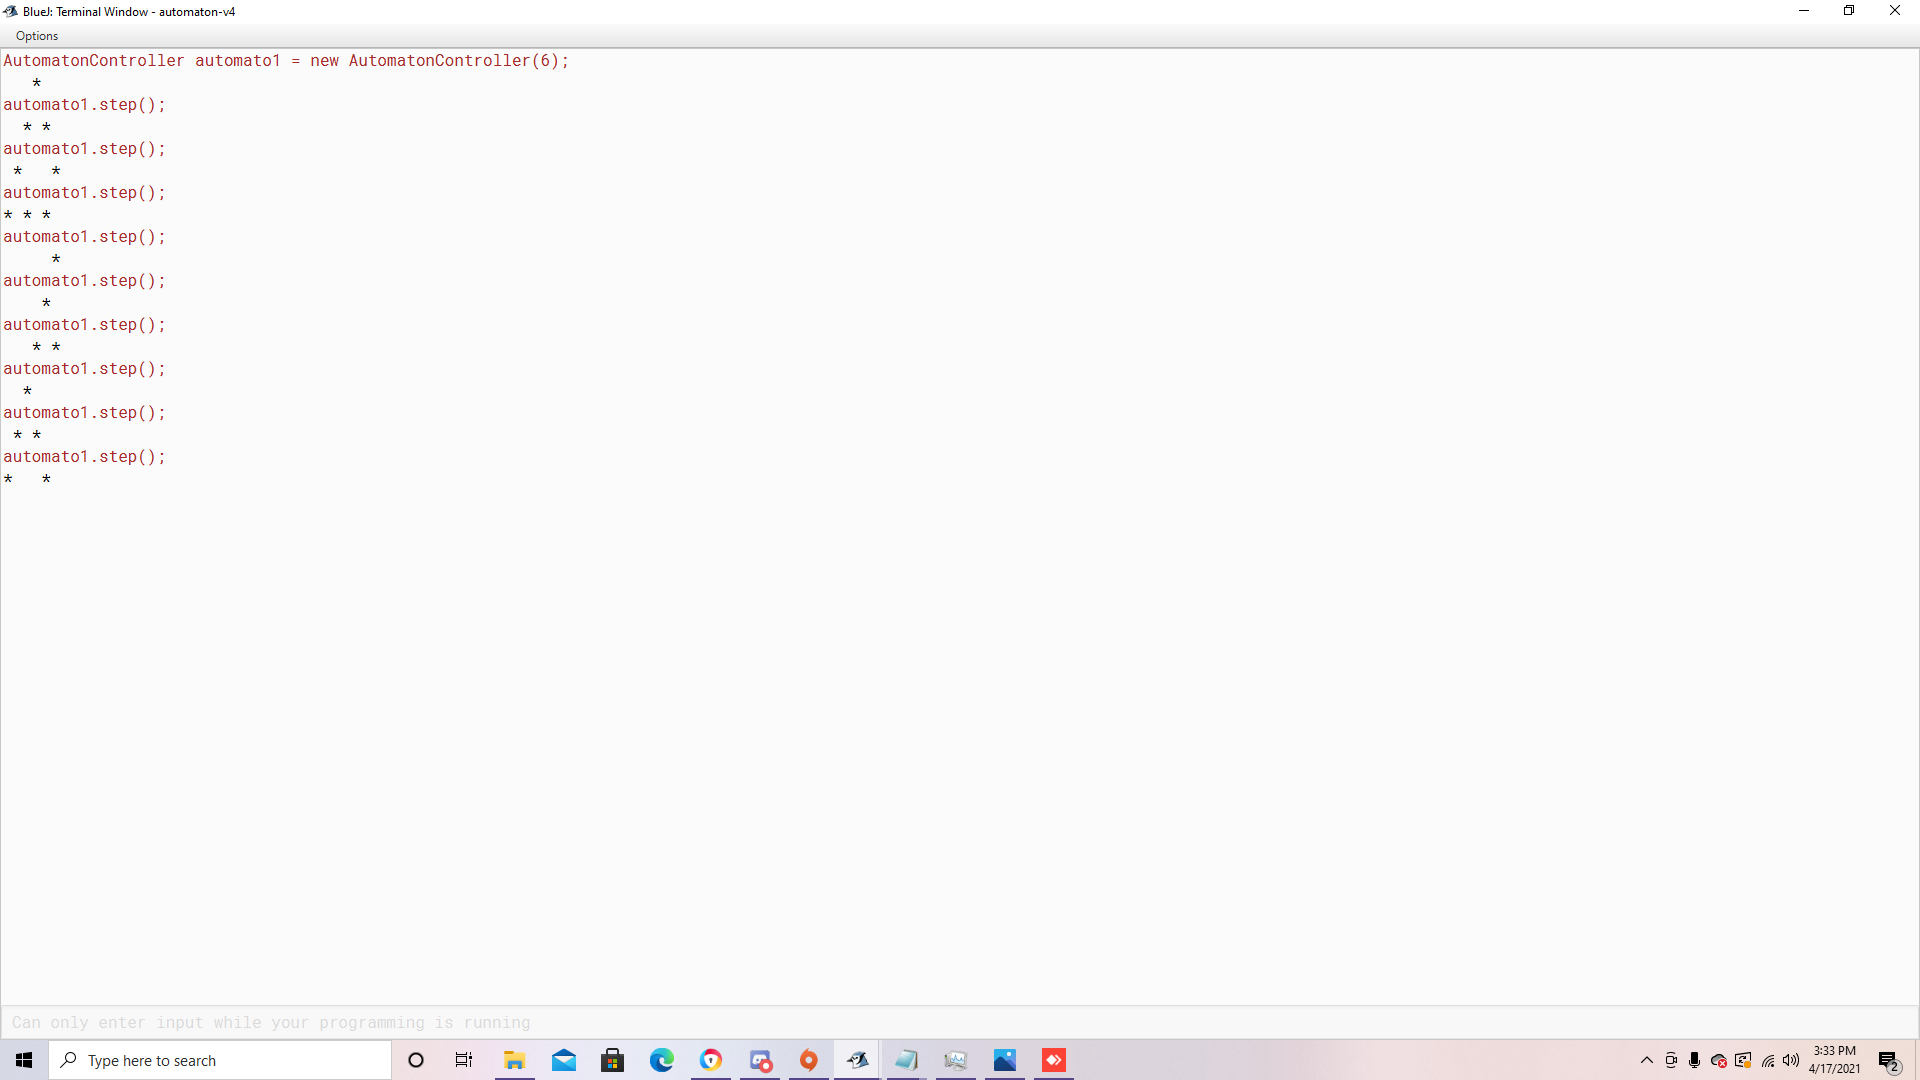 BlueJ: Terminal Window - automaton-v4
Options
AutomatonController automato1 = new AutomatonController(6);
   *
automato1.step();
  * *
automato1.step();
 *   *
automato1.step();
* * *
automato1.step();
     *
automato1.step();
    *
automato1.step();
   * *
automato1.step();
  *
automato1.step();
 * *
automato1.step();
*   *
Can only enter input while your programming is running
Type here to search
3:33 PM
4/17/2021
2